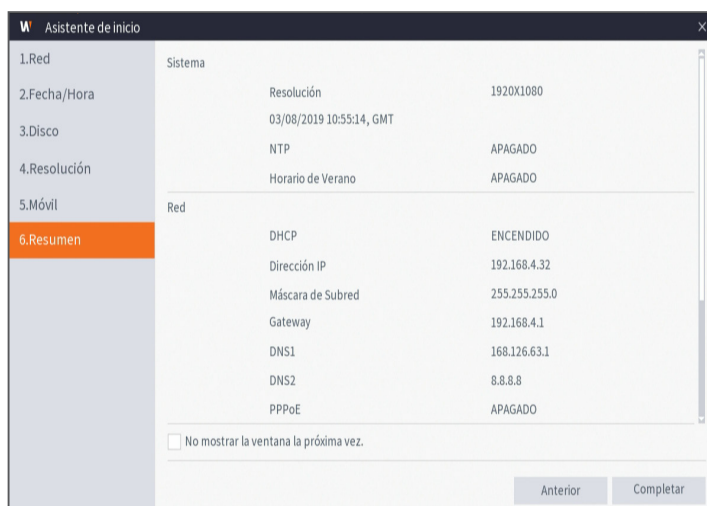 W Asistente de inicio X
1.Red
2.Fecha/Hora
3.Disco
4.Resolución
5.Móvil
6.Resumen
Sistema
Resolución 1920X1080
03/08/2019 10:55:14, GMT
NTP APAGADO
Horario de Verano APAGADO
Red
DHCP ENCENDIDO
Dirección IP 192.168.4.32
Máscara de Subred 255.255.255.0
Gateway 192.168.4.1
DNS1 168.126.63.1
DNS2 8.8.8.8
PPPoE APAGADO
No mostrar la ventana la próxima vez.
Anterior Completar